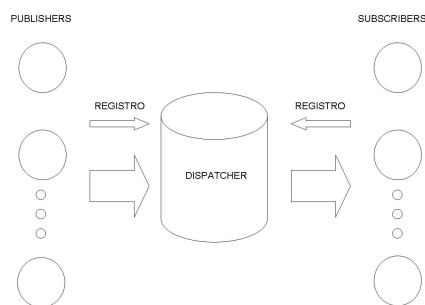 PUBLISHERS
SUBSCRIBERS
REGISTRO
REGISTRO
DISPATCHER